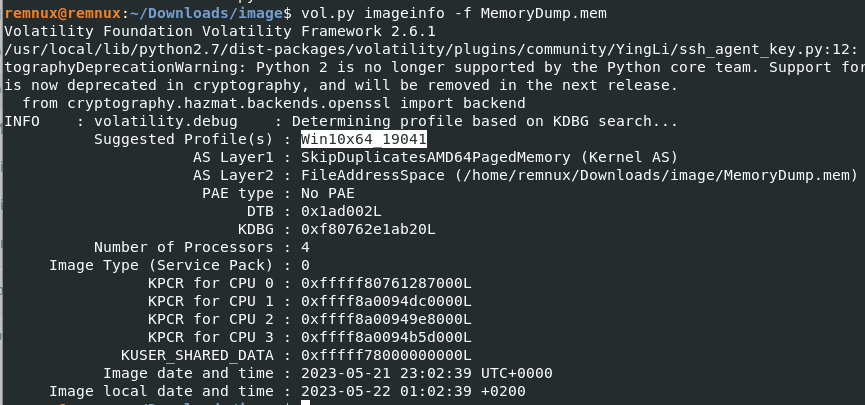 remnux@remnux:~/Downloads/image$ vol.py imageinfo -f MemoryDump.mem
Volatility Foundation Volatility Framework 2.6.1
/usr/local/lib/python2.7/dist-packages/volatility/plugins/community/YingLi/ssh_agent_key.py:12:
tographyDeprecationWarning: Python 2 is no longer supported by the Python core team. Support for
is now deprecated in cryptography, and will be removed in the next release.
  from cryptography.hazmat.backends.openssl import backend
INFO    : volatility.debug    : Determining profile based on KDBG search...
          Suggested Profile(s) : Win10x64_19041
                     AS Layer1 : SkipDuplicatesAMD64PagedMemory (Kernel AS)
                     AS Layer2 : FileAddressSpace (/home/remnux/Downloads/image/MemoryDump.mem)
                      PAE type : No PAE
                           DTB : 0x1ad002L
                          KDBG : 0xf80762e1ab20L
          Number of Processors : 4
     Image Type (Service Pack) : 0
                KPCR for CPU 0 : 0xfffff80761287000L
                KPCR for CPU 1 : 0xffff8a0094dc0000L
                KPCR for CPU 2 : 0xffff8a00949e8000L
                KPCR for CPU 3 : 0xffff8a0094b5d000L
             KUSER_SHARED_DATA : 0xfffff78000000000L
           Image date and time : 2023-05-21 23:02:39 UTC+0000
     Image local date and time : 2023-05-22 01:02:39 +0200